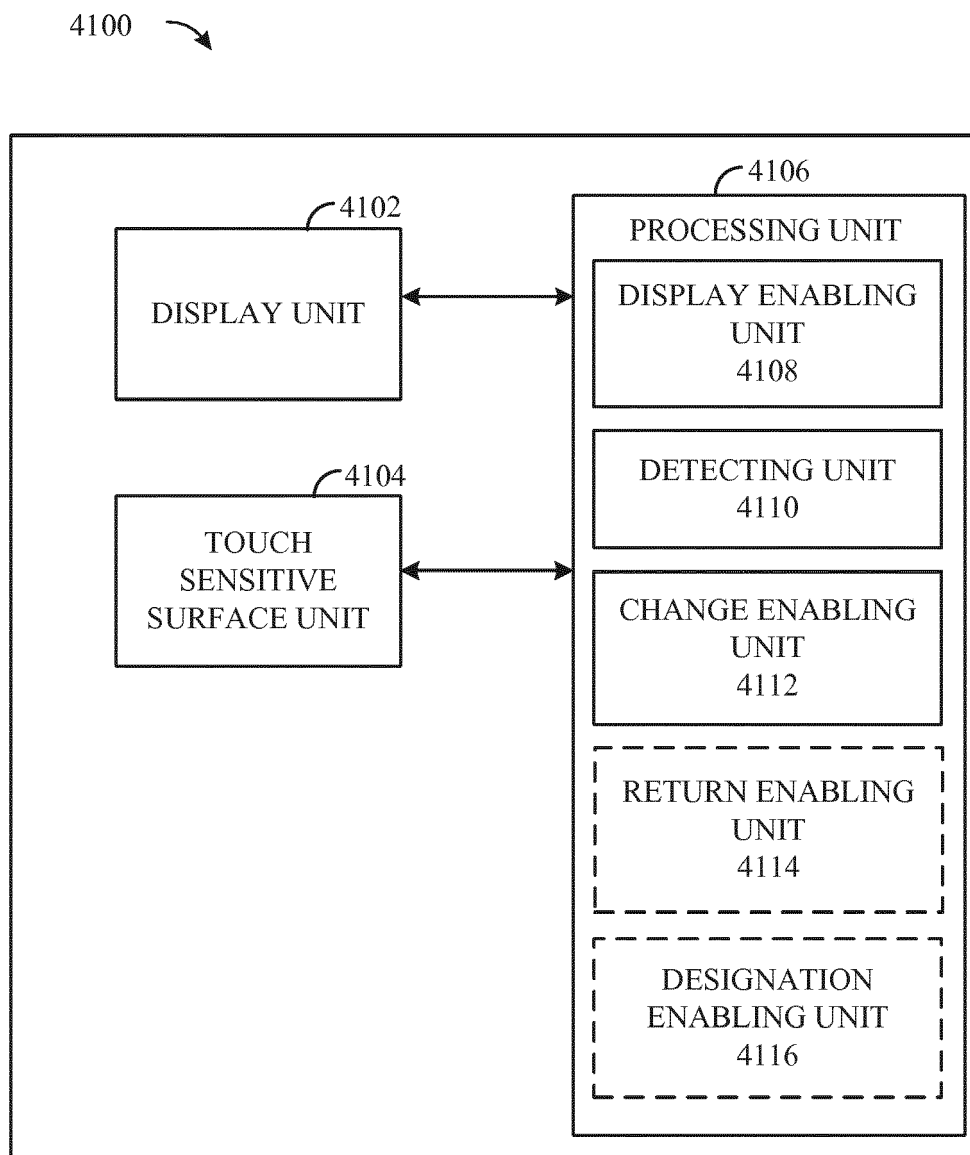 4100
4102
DISPLAY UNIT
4104
TOUCH
SENSITIVE
SURFACE UNIT
4106
PROCESSING UNIT
DISPLAY ENABLING
UNIT
4108
DETECTING UNIT
4110
CHANGE ENABLING
UNIT
4112
RETURN ENABLING
UNIT
4114
DESIGNATION
ENABLING UNIT
4116